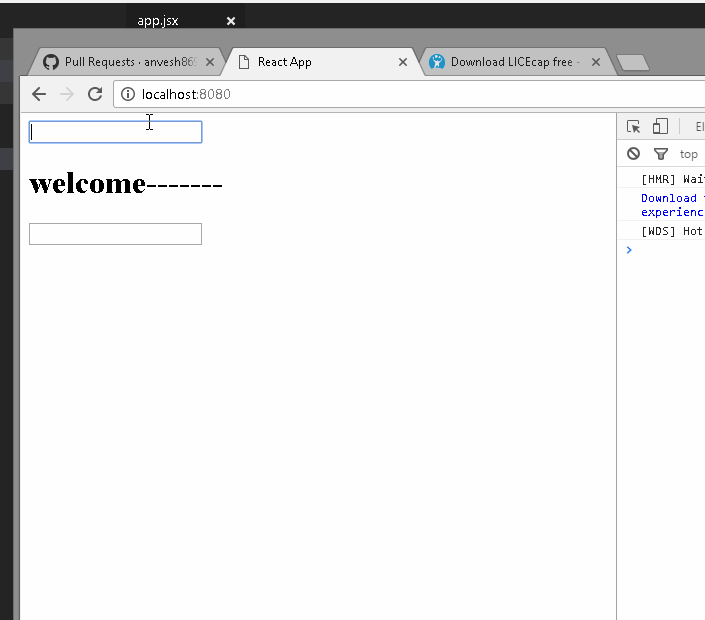 app.jsx
Pull Requests · anvesh86
React App
Download LICEcap free -
localhost:8080
welcome-------
El
top
[HMR] Wai
Download
experienc
[WDS] Hot